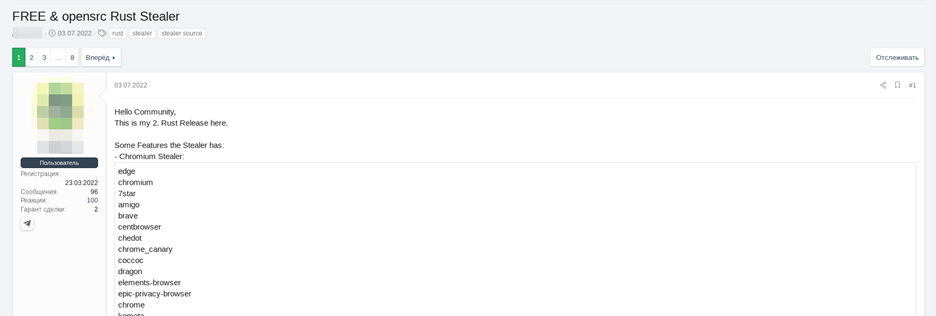 FREE & opensrc Rust Stealer
03.07.2022 · rust stealer stealer source
1 2 3 ... 8 Вперёд
Отслеживать
03.07.2022 #1
Hello Community,
This is my 2. Rust Release here.
Some Features the Stealer has:
- Chromium Stealer:
Пользователь
Регистрация:
23.03.2022
Сообщения: 96
Реакции: 100
Гарант сделки: 2
edge
chromium
7star
amigo
brave
centbrowser
chedot
chrome_canary
coccoc
dragon
elements-browser
epic-privacy-browser
chrome
kometa